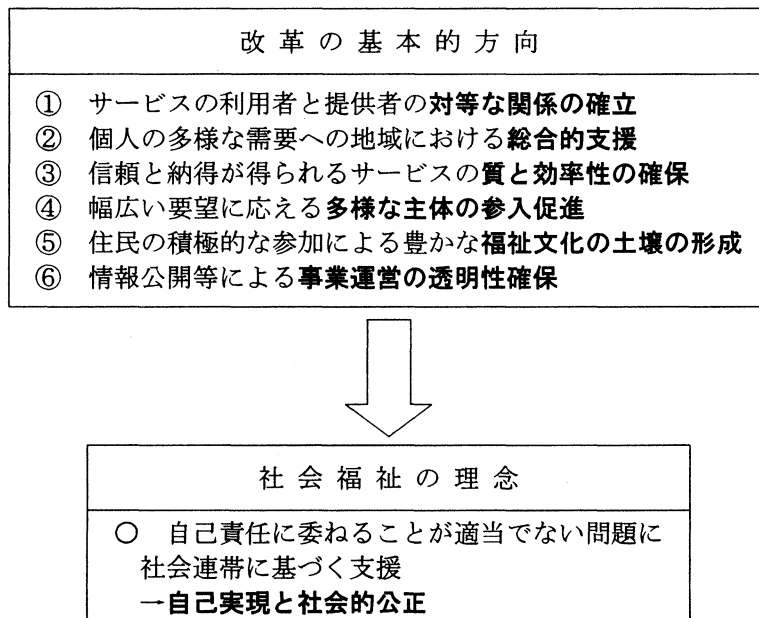 改革の基本的方向
① サービスの利用者と提供者の対等な関係の確立
② 個人の多様な需要への地域における総合的支援
③ 信頼と納得が得られるサービスの質と効率性の確保
④ 幅広い要望に応える多様な主体の参入促進
⑤ 住民の積極的な参加による豊かな福祉文化の土壌の形成
⑥ 情報公開等による事業運営の透明性確保
社会福祉の理念
○ 自己責任に委ねることが適当でない問題に
社会連帯に基づく支援
→自己実現と社会的公正